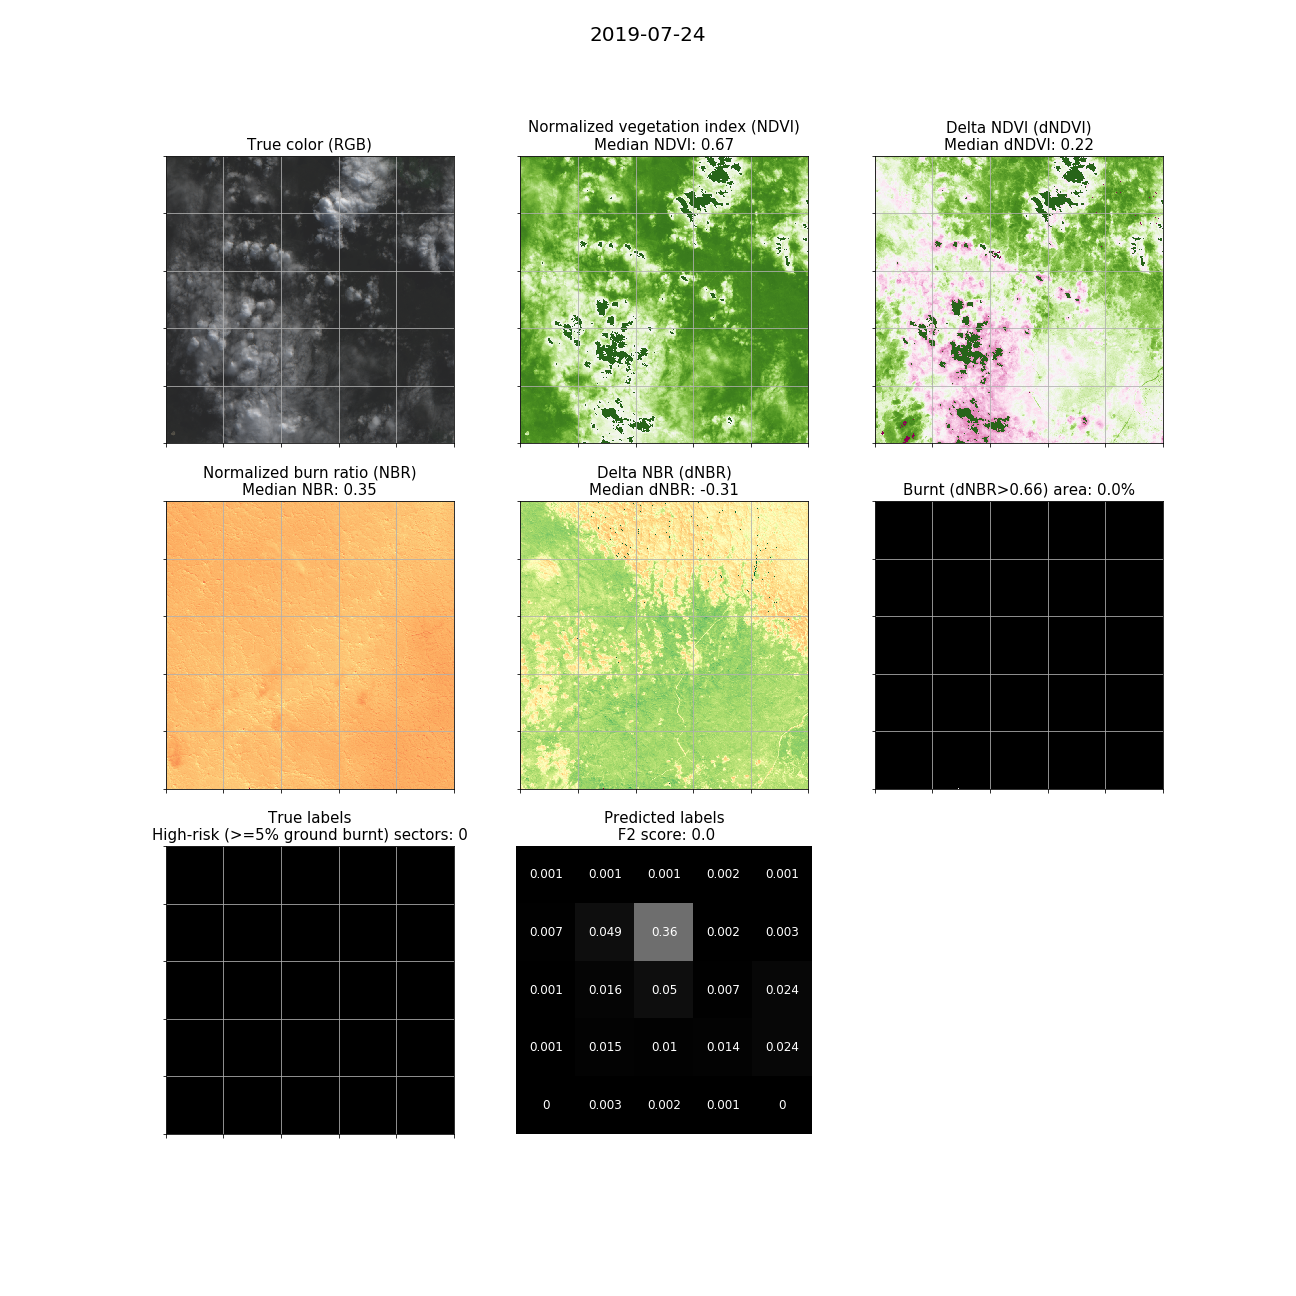 2019-07-24
True color (RGB)
Normalized vegetation index (NDVI)
Median NDVI: 0.67
Delta NDVI (dNDVI)
Median dNDVI: 0.22
Normalized burn ratio (NBR)
Median NBR: 0.35
Delta NBR (dNBR)
Median dNBR: -0.31
Burnt (dNBR>0.66) area: 0.0%
True labels
High-risk (>=5% ground burnt) sectors: 0
Predicted labels
F2 score: 0.0
0.001 0.001 0.001 0.002 0.001
0.007 0.049 0.36 0.002 0.003
0.001 0.016 0.05 0.007 0.024
0.001 0.015 0.01 0.014 0.024
0 0.003 0.002 0.001 0